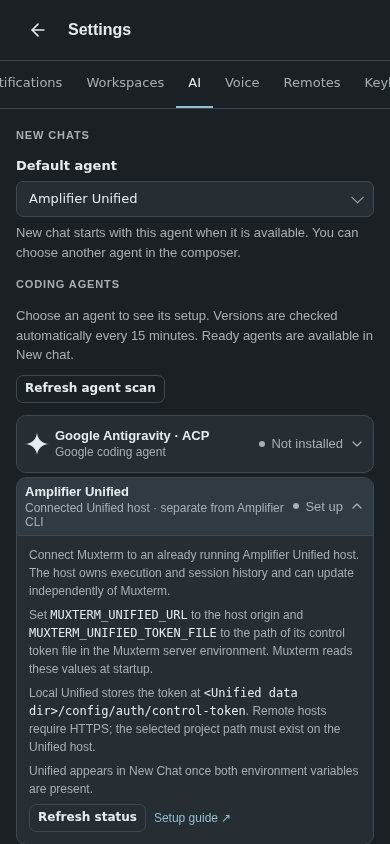 Settings
tifications Workspaces AI Voice Remotes Keyl
NEW CHATS
Default agent
Amplifier Unified
New chat starts with this agent when it is available. You can
choose another agent in the composer.
CODING AGENTS
Choose an agent to see its setup. Versions are checked
automatically every 15 minutes. Ready agents are available in
New chat.
Refresh agent scan
Google Antigravity · ACP
Google coding agent
Not installed
Amplifier Unified
Connected Unified host · separate from Amplifier
CLI
Set up
Connect Muxterm to an already running Amplifier Unified host.
The host owns execution and session history and can update
independently of Muxterm.
Set MUXTERM_UNIFIED_URL to the host origin and
MUXTERM_UNIFIED_TOKEN_FILE to the path of its control
token file in the Muxterm server environment. Muxterm reads
these values at startup.
Local Unified stores the token at <Unified data
dir>/config/auth/control-token. Remote hosts
require HTTPS; the selected project path must exist on the
Unified host.
Unified appears in New Chat once both environment variables
are present.
Refresh status Setup guide ↗